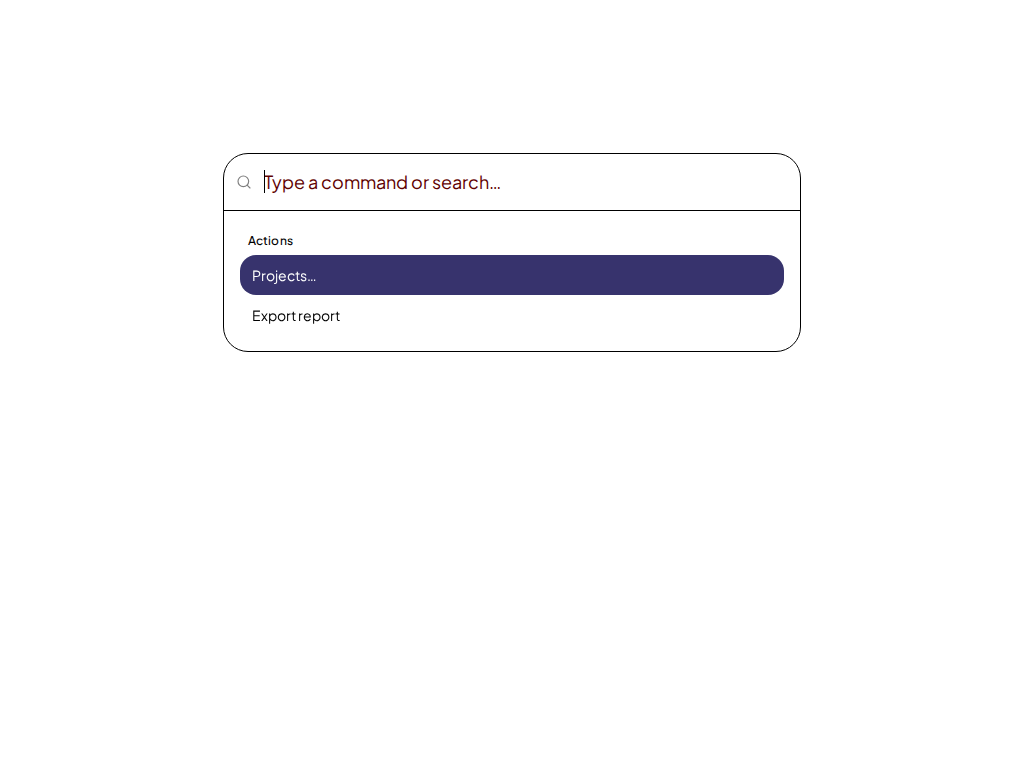 Type a command or search…
Actions
Projects…
Export report